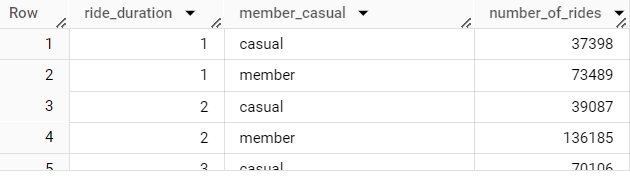 Row ride_duration member_casual number_of_rides
1 1 casual 37398
2 1 member 73489
3 2 casual 39087
4 2 member 136185
5 3 casual 70106